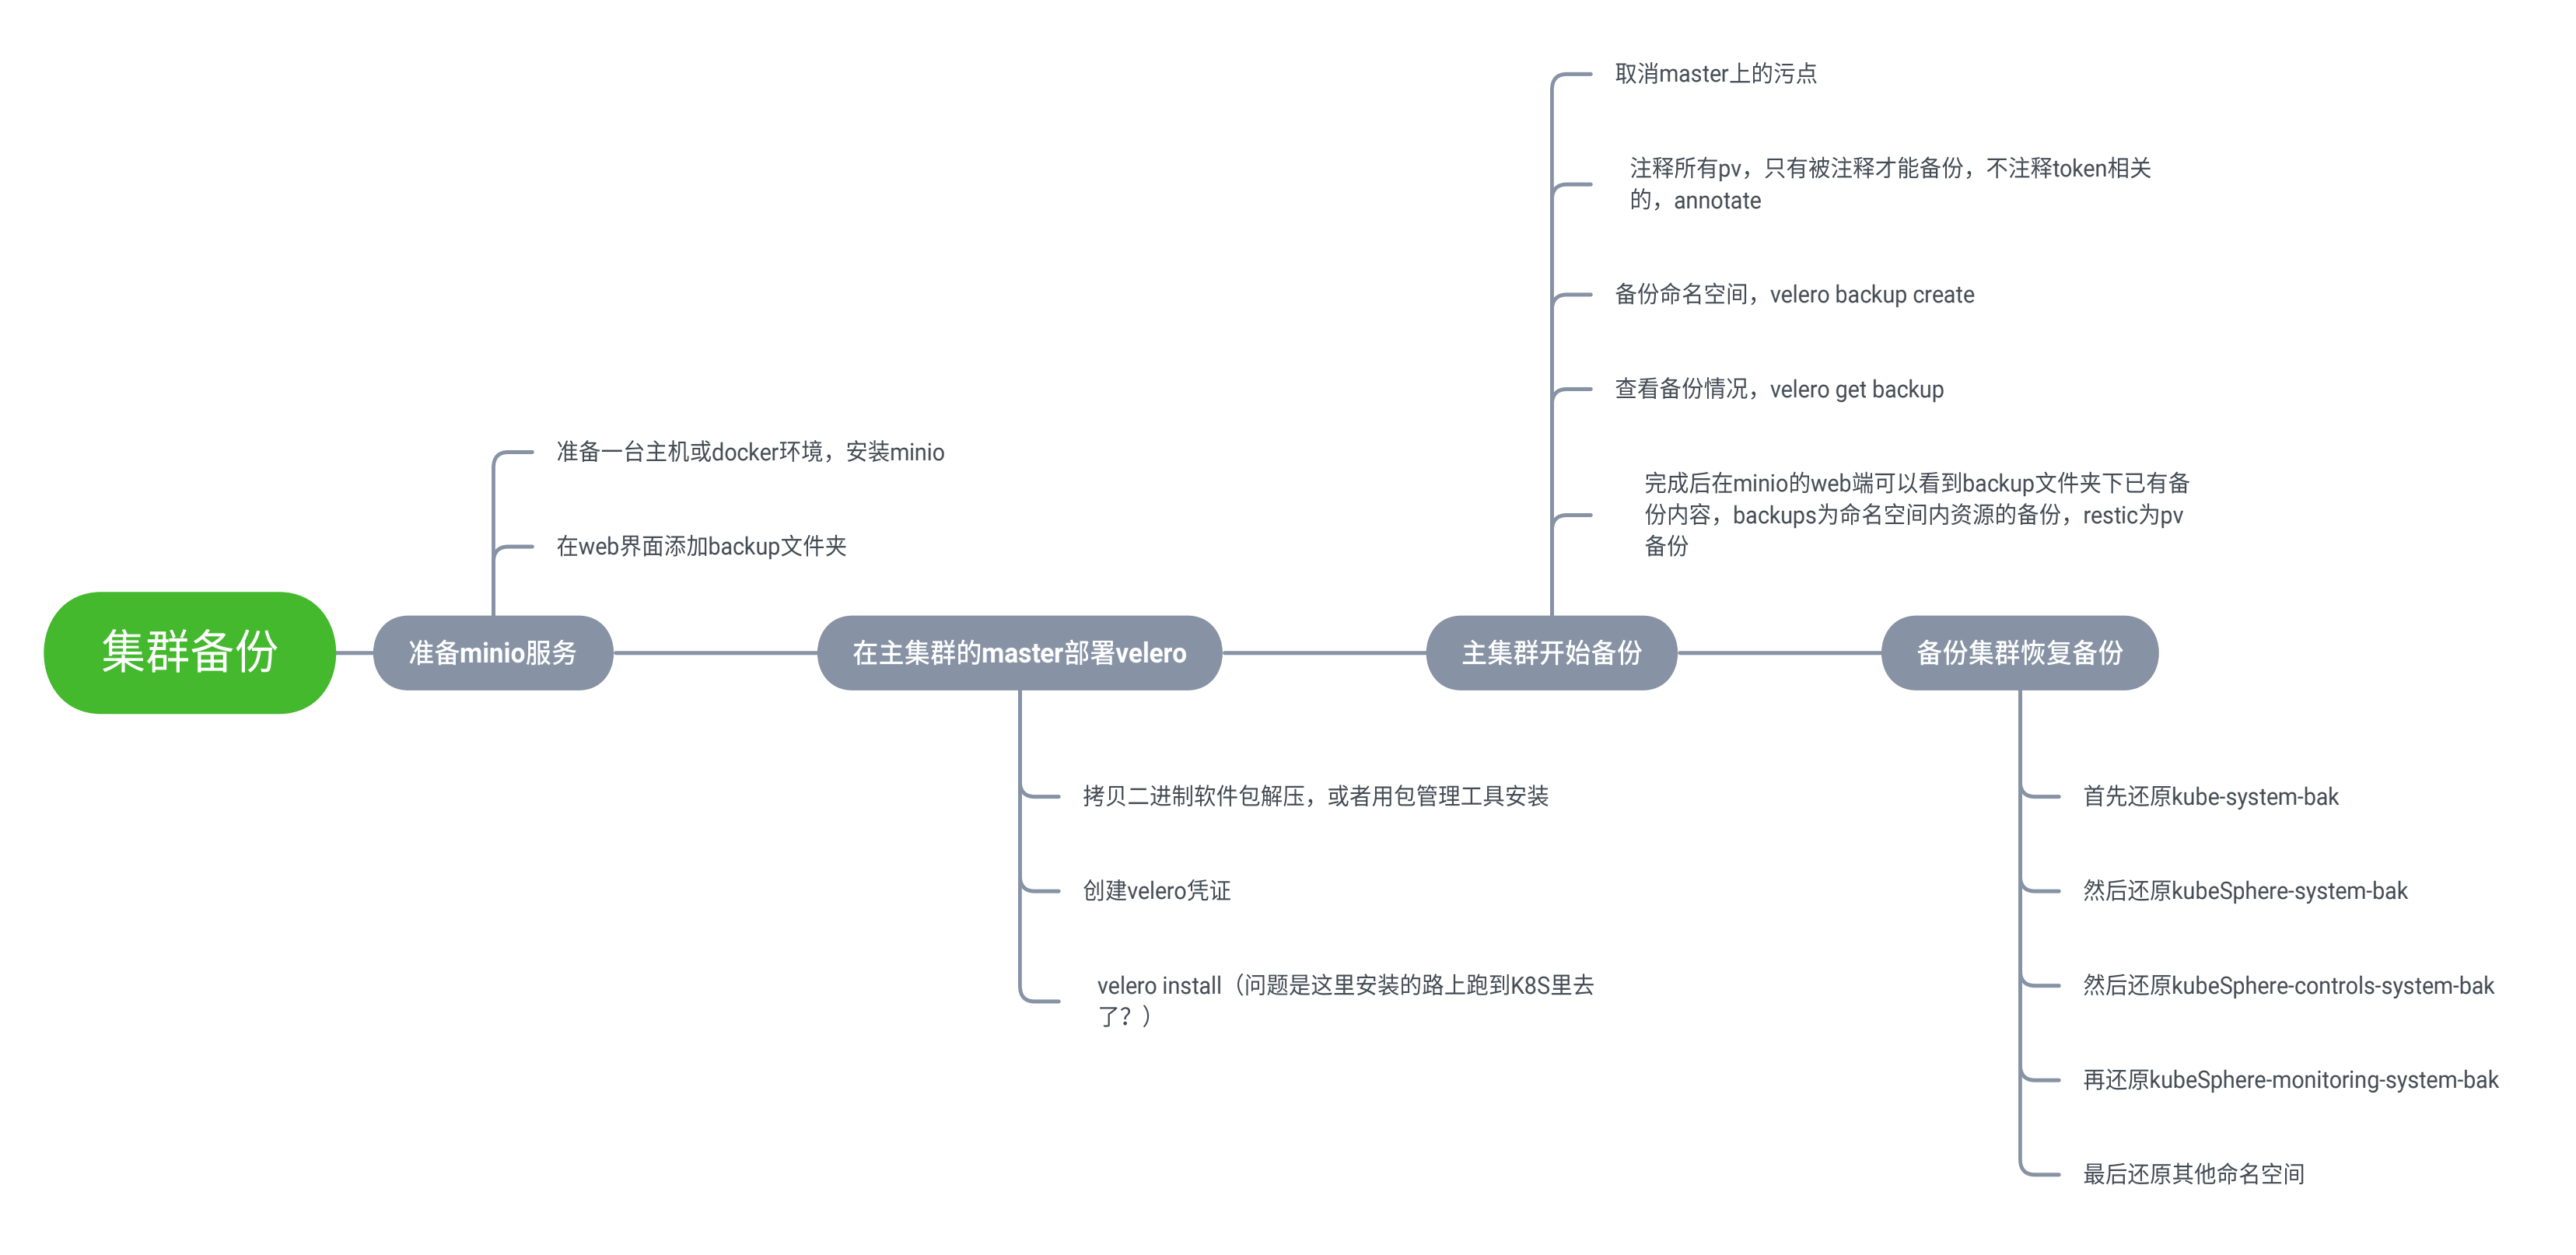 集群备份
准备minio服务
准备一台主机或docker环境，安装minio
在web界面添加backup文件夹
在主集群的master部署velero
拷贝二进制软件包解压，或者用包管理工具安装
创建velero凭证
velero install（问题是这里安装的路上跑到K8S里去
了？）
主集群开始备份
取消master上的污点
注释所有pv，只有被注释才能备份，不注释token相关
的，annotate
备份命名空间，velero backup create
查看备份情况，velero get backup
完成后在minio的web端可以看到backup文件夹下已有备
份内容，backups为命名空间内资源的备份，restic为pv
备份
备份集群恢复备份
首先还原kube-system-bak
然后还原kubeSphere-system-bak
然后还原kubeSphere-controls-system-bak
再还原kubeSphere-monitoring-system-bak
最后还原其他命名空间